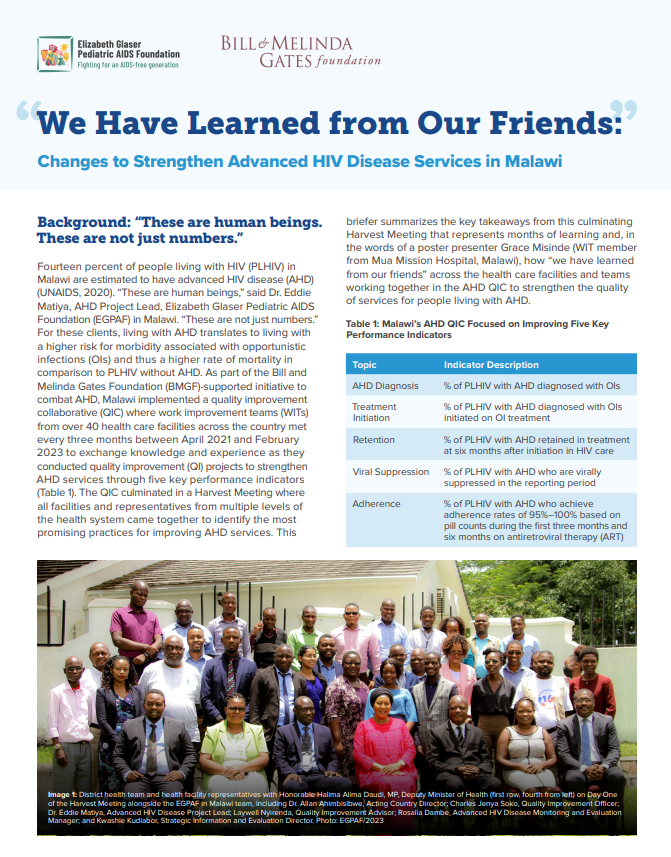 Elizabeth Glaser
Pediatric AIDS Foundation
Fighting for an AIDS-free generation
BILL & MELINDA
GATES foundation
“We Have Learned from Our Friends:”
Changes to Strengthen Advanced HIV Disease Services in Malawi
Background: “These are human beings.
These are not just numbers.”
Fourteen percent of people living with HIV (PLHIV) in
Malawi are estimated to have advanced HIV disease (AHD)
(UNAIDS, 2020). “These are human beings,” said Dr. Eddie
Matiya, AHD Project Lead, Elizabeth Glaser Pediatric AIDS
Foundation (EGPAF) in Malawi. “These are not just numbers.”
For these clients, living with AHD translates to living with
a higher risk for morbidity associated with opportunistic
infections (OIs) and thus a higher rate of mortality in
comparison to PLHIV without AHD. As part of the Bill and
Melinda Gates Foundation (BMGF)-supported initiative to
combat AHD, Malawi implemented a quality improvement
collaborative (QIC) where work improvement teams (WITs)
from over 40 health care facilities across the country met
every three months between April 2021 and February
2023 to exchange knowledge and experience as they
conducted quality improvement (QI) projects to strengthen
AHD services through five key performance indicators
(Table 1). The QIC culminated in a Harvest Meeting where
all facilities and representatives from multiple levels of
the health system came together to identify the most
promising practices for improving AHD services. This
briefer summarizes the key takeaways from this culminating
Harvest Meeting that represents months of learning and, in
the words of a poster presenter Grace Misinde (WIT member
from Mua Mission Hospital, Malawi), how “we have learned
from our friends” across the health care facilities and teams
working together in the AHD QIC to strengthen the quality
of services for people living with AHD.
Table 1: Malawi’s AHD QIC Focused on Improving Five Key
Performance Indicators
Topic Indicator Description
AHD Diagnosis % of PLHIV with AHD diagnosed with OIs
Treatment % of PLHIV with AHD diagnosed with OIs
Initiation initiated on OI treatment
Retention % of PLHIV with AHD retained in treatment
at six months after initiation in HIV care
Viral Suppression % of PLHIV with AHD who are virally
suppressed in the reporting period
Adherence % of PLHIV with AHD who achieve
adherence rates of 95%–100% based on
pill counts during the first three months and
six months on antiretroviral therapy (ART)
Image 1: District health team and health facility representatives with Honorable Halima Alima Daudi, MP, Deputy Minister of Health (first row, fourth from left) on Day One
of the Harvest Meeting alongside the EGPAF in Malawi team, including Dr. Allan Ahimbisibwe, Acting Country Director; Charles Jenya Soko, Quality Improvement Officer;
Dr. Eddie Matiya, Advanced HIV Disease Project Lead; Laywell Nyirenda, Quality Improvement Advisor; Rosalia Dambe, Advanced HIV Disease Monitoring and Evaluation
Manager; and Kwashie Kudiabor, Strategic Information and Evaluation Director. Photo: EGPAF/2023